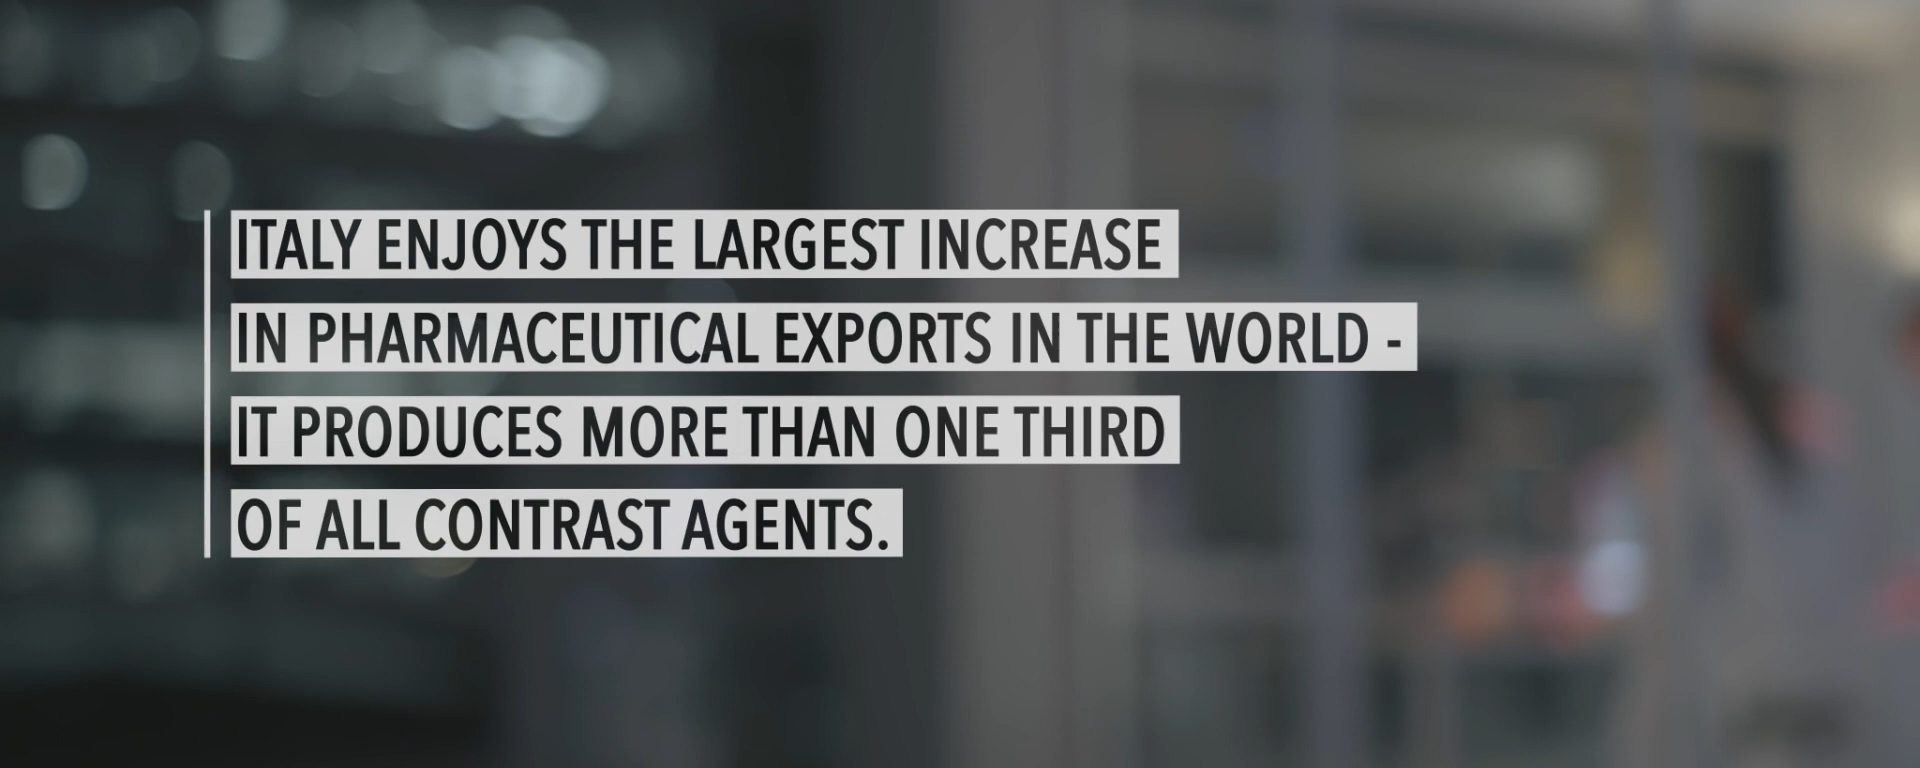 ITALY ENJOYS THE LARGEST INCREASE
IN PHARMACEUTICAL EXPORTS IN THE WORLD -
IT PRODUCES MORE THAN ONE THIRD
OF ALL CONTRAST AGENTS.